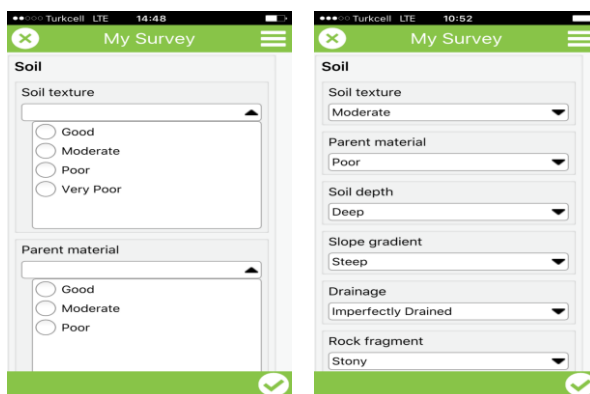 Turkcell LTE 14:48
My Survey
Soil
Soil texture
Good
Moderate
Poor
Very Poor
Parent material
Good
Moderate
Poor
Turkcell LTE 10:52
My Survey
Soil
Soil texture
Moderate
Parent material
Poor
Soil depth
Deep
Slope gradient
Steep
Drainage
Imperfectly Drained
Rock fragment
Stony